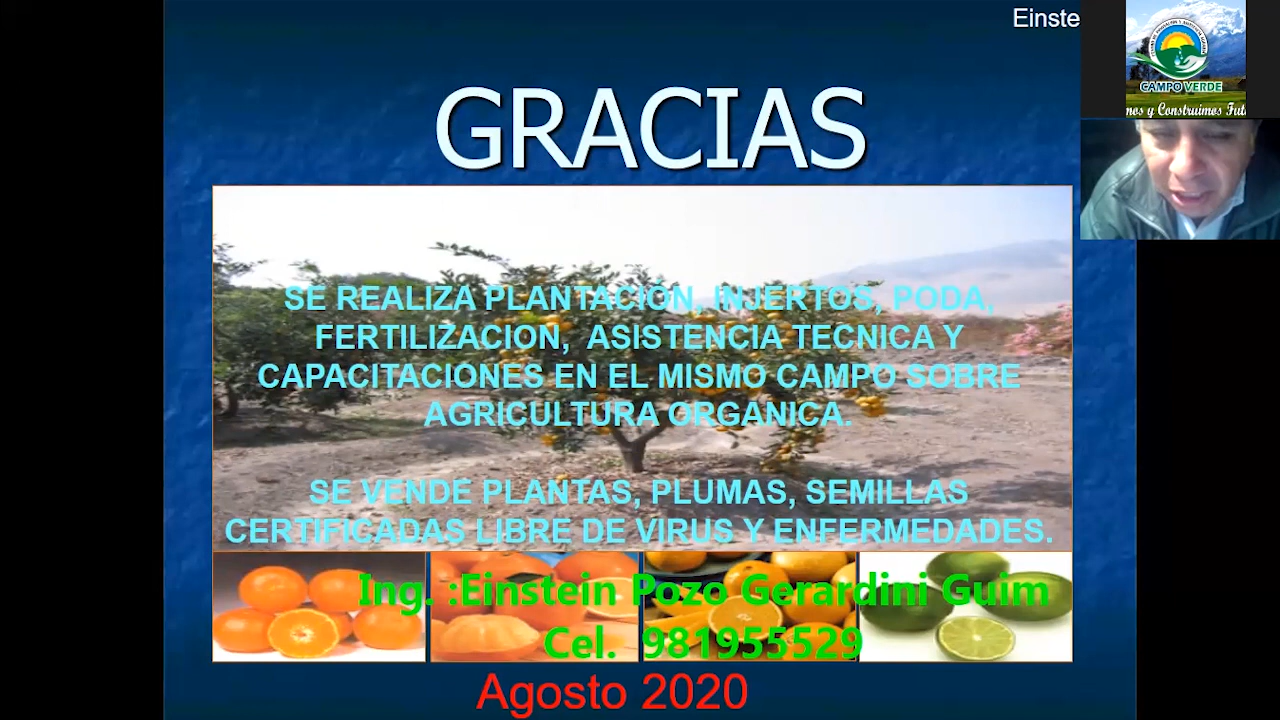 Einste
CAMPO VERDE
mos y Construimos Fut
GRACIAS
SE REALIZA PLANTACION, INJERTOS, PODA,
FERTILIZACION, ASISTENCIA TECNICA Y
CAPACITACIONES EN EL MISMO CAMPO SOBRE
AGRICULTURA ORGANICA.
SE VENDE PLANTAS, PLUMAS, SEMILLAS
CERTIFICADAS LIBRE DE VIRUS Y ENFERMEDADES.
Ing. :Einstein Pozo Gerardini Guim
Cel. 981955529
Agosto 2020